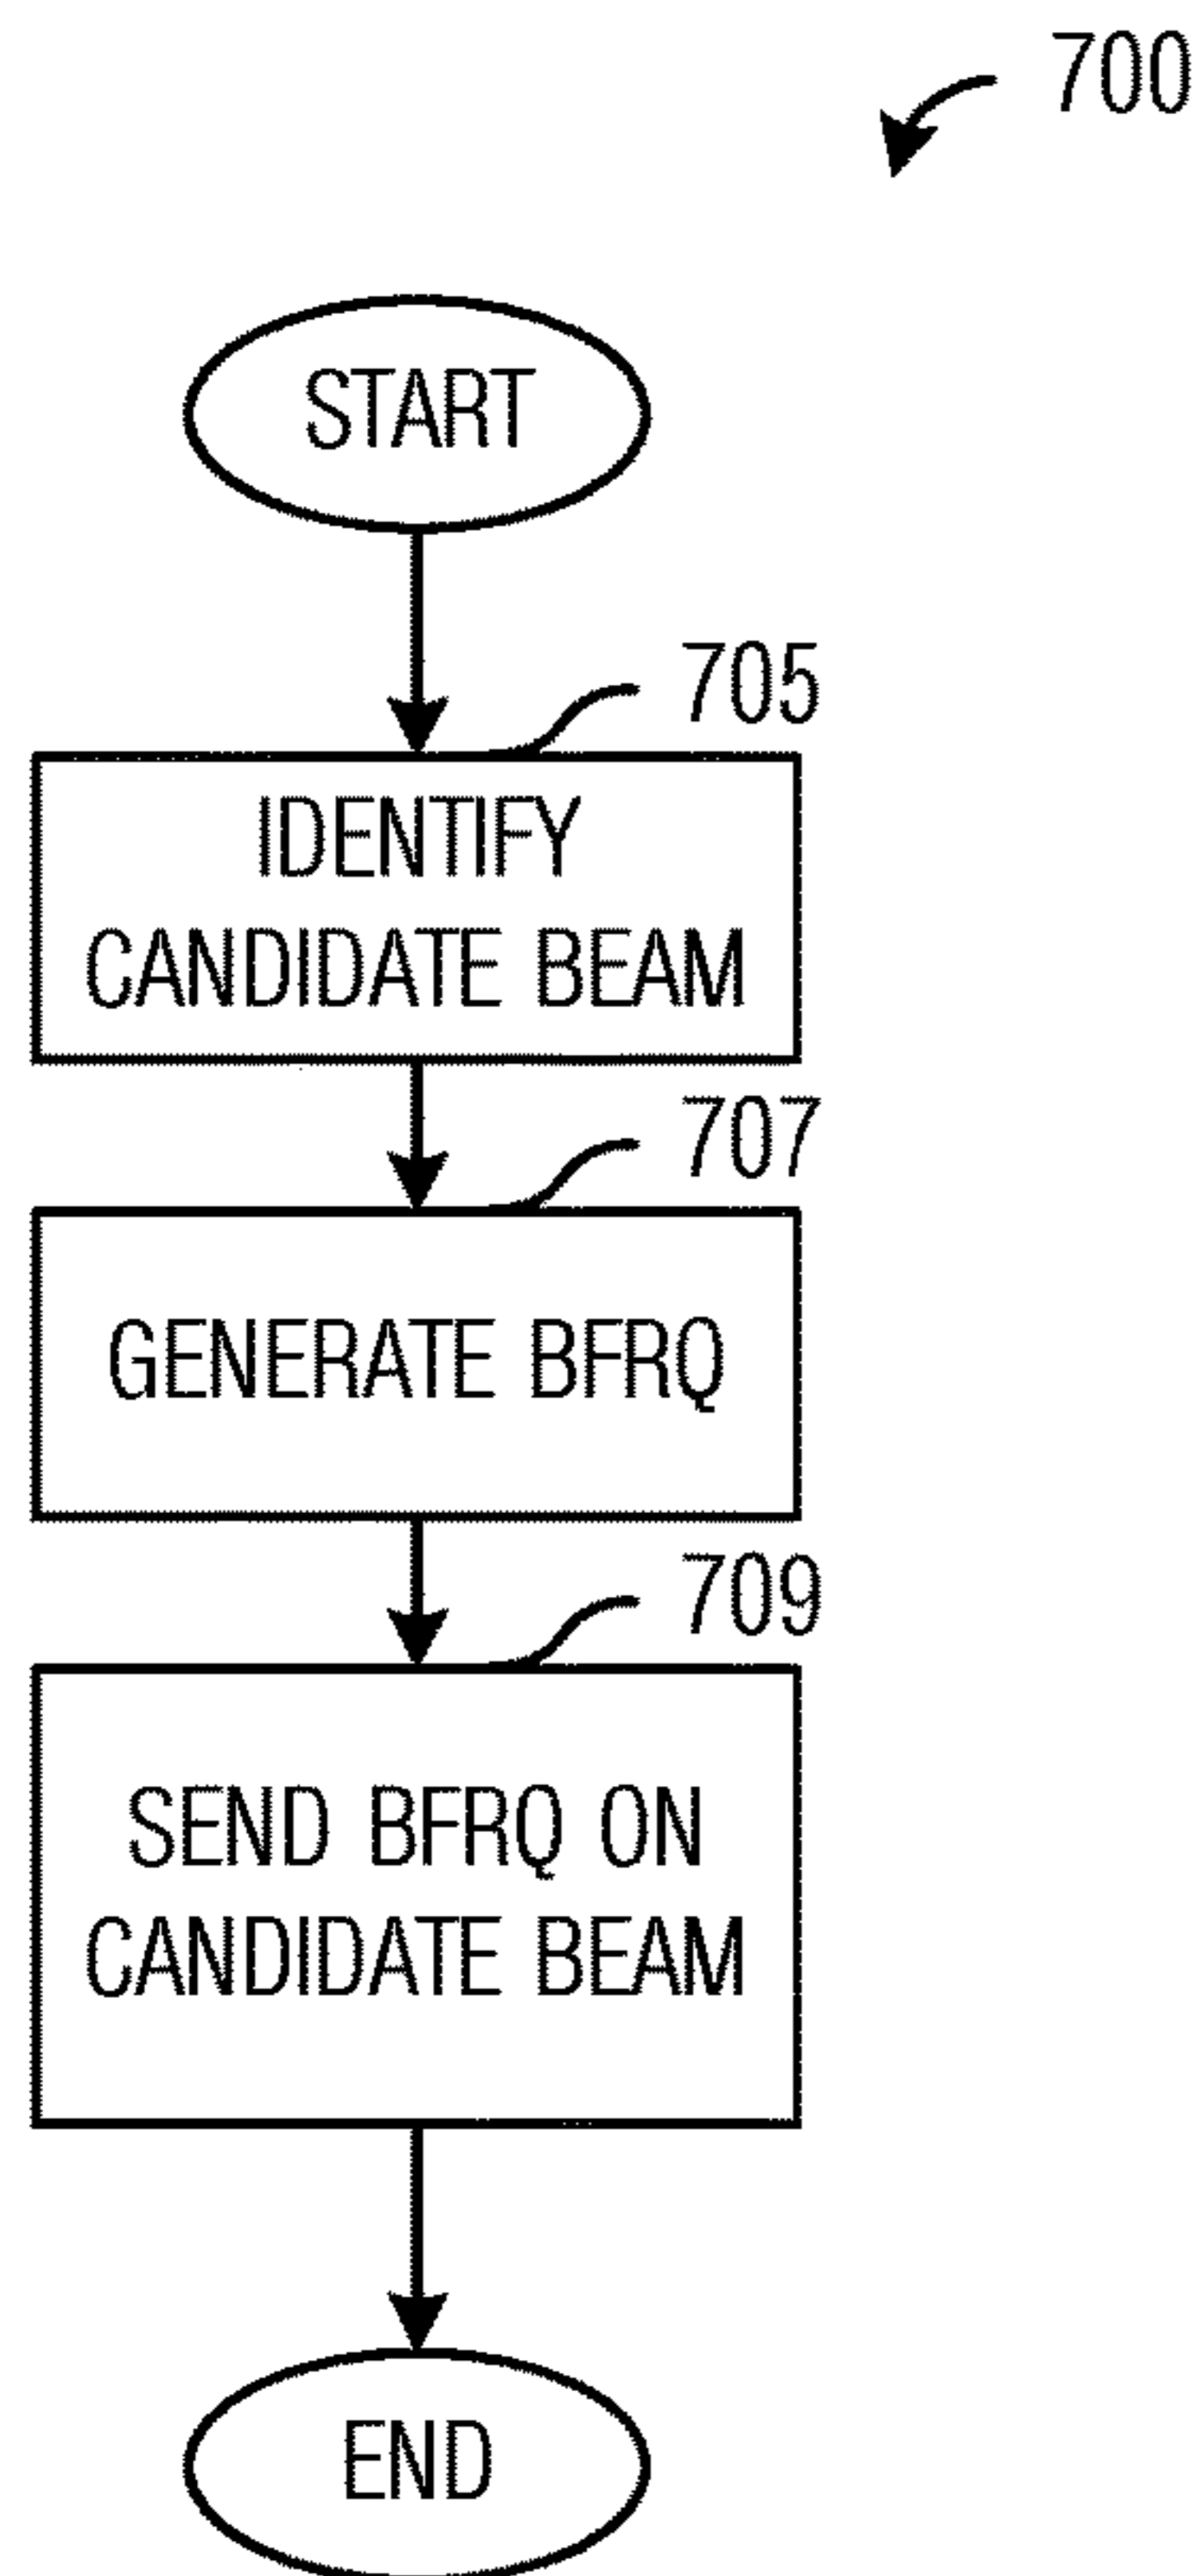 700
START
705
IDENTIFY
CANDIDATE BEAM
707
GENERATE BFRQ
709
SEND BFRQ ON
CANDIDATE BEAM
END